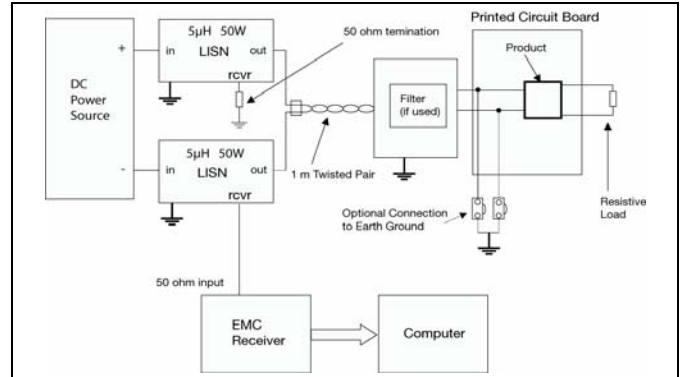 Printed Circuit Board
5µH 50W
LISN
in
out
rcvr
+
50 ohm temination
Product
DC
Power
Source
Filter
(if used)
-
5µH 50W
LISN
in
out
rcvr
1 m Twisted Pair
Optional Connection
to Earth Ground
Resistive
Load
50 ohm input
EMC
Receiver
Computer